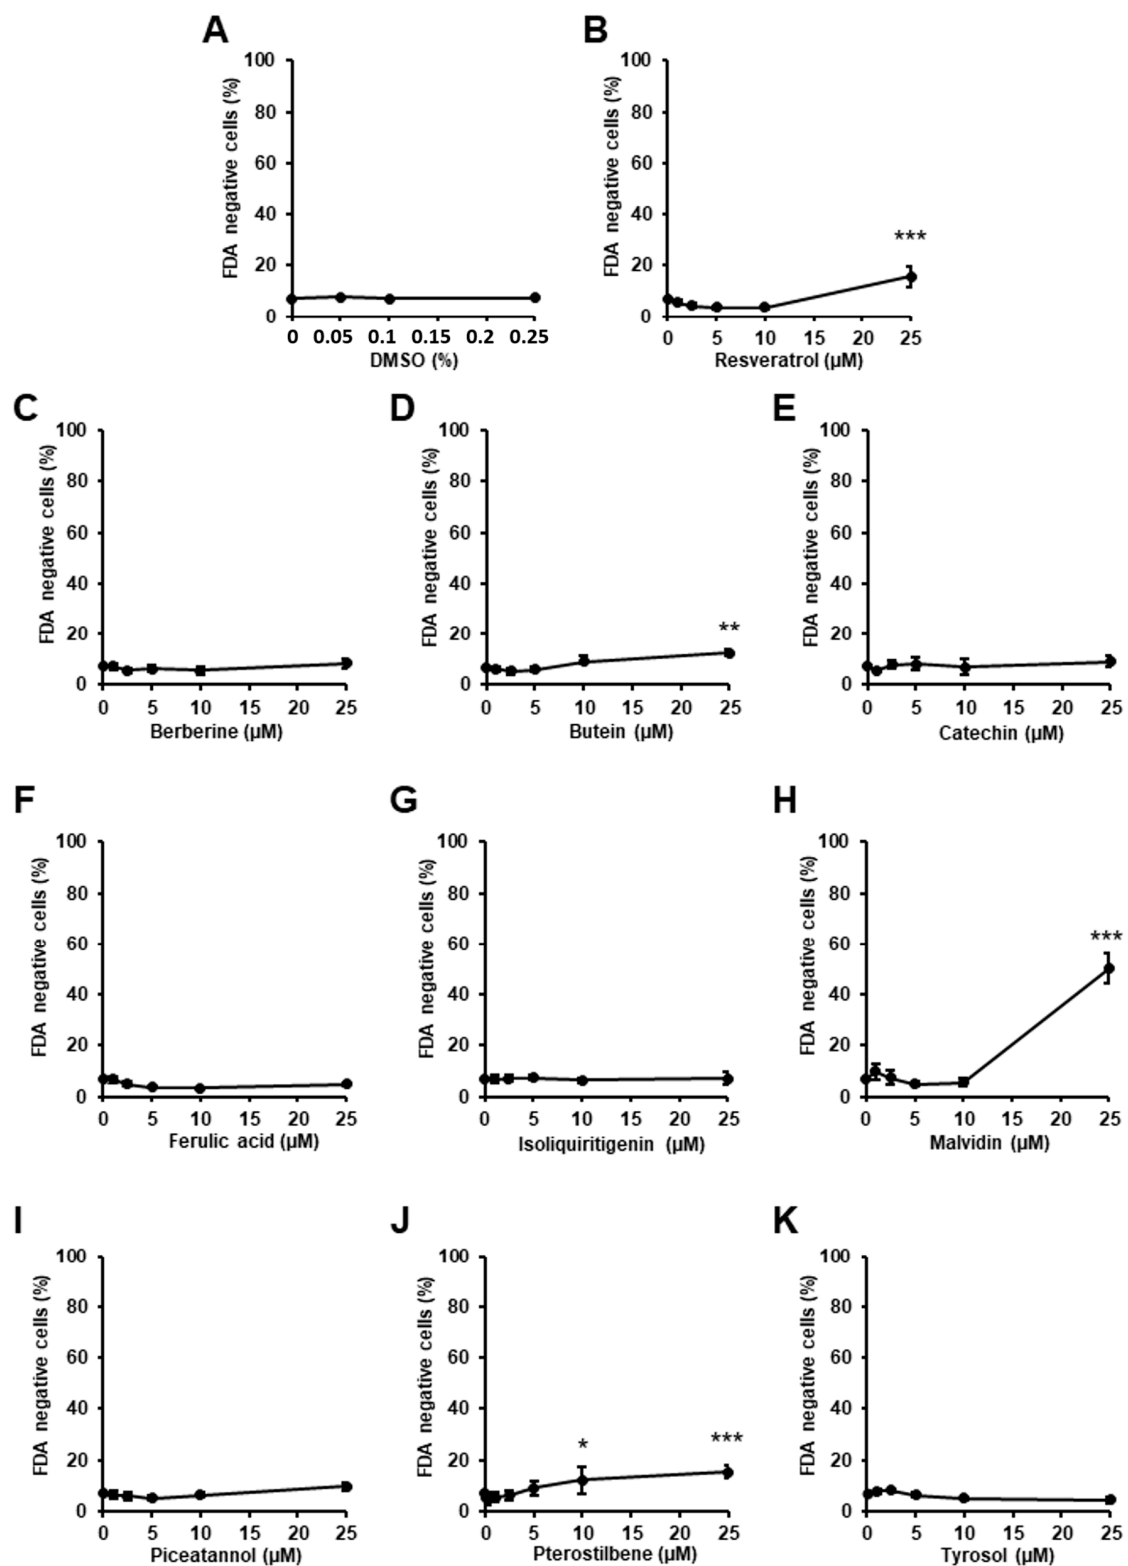 A
FDA negative cells (%)
100
80
60
40
20
0
0 0.05 0.1 0.15 0.2 0.25
DMSO (%)
B
FDA negative cells (%)
100
80
60
40
20
0
***
0 5 10 15 20 25
Resveratrol (µM)
C
FDA negative cells (%)
100
80
60
40
20
0
0 5 10 15 20 25
Berberine (µM)
D
FDA negative cells (%)
100
80
60
40
20
0
**
0 5 10 15 20 25
Butein (µM)
E
FDA negative cells (%)
100
80
60
40
20
0
0 5 10 15 20 25
Catechin (µM)
F
FDA negative cells (%)
100
80
60
40
20
0
0 5 10 15 20 25
Ferulic acid (µM)
G
FDA negative cells (%)
100
80
60
40
20
0
0 5 10 15 20 25
Isoliquiritigenin (µM)
H
FDA negative cells (%)
100
80
60
40
20
0
***
0 5 10 15 20 25
Malvidin (µM)
I
FDA negative cells (%)
100
80
60
40
20
0
0 5 10 15 20 25
Piceatannol (µM)
J
FDA negative cells (%)
100
80
60
40
20
0
*
***
0 5 10 15 20 25
Pterostilbene (µM)
K
FDA negative cells (%)
100
80
60
40
20
0
0 5 10 15 20 25
Tyrosol (µM)